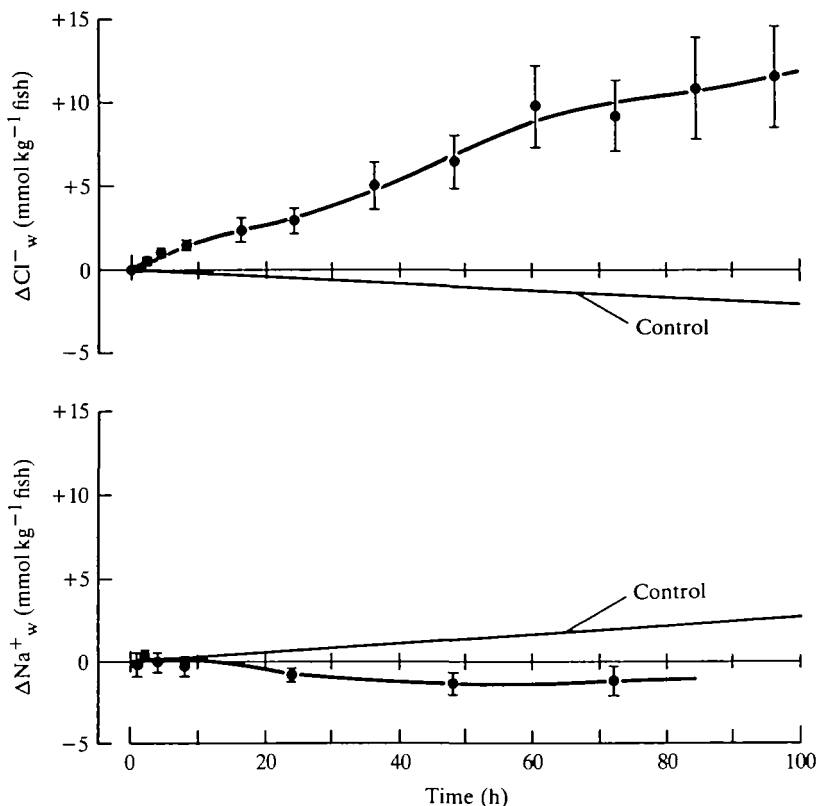 +15
+10
+5
0
−5
ΔCl⁻w (mmol kg⁻¹ fish)
Control
+15
+10
+5
0
−5
ΔNa⁺w (mmol kg⁻¹ fish)
Control
0 20 40 60 80 100
Time (h)